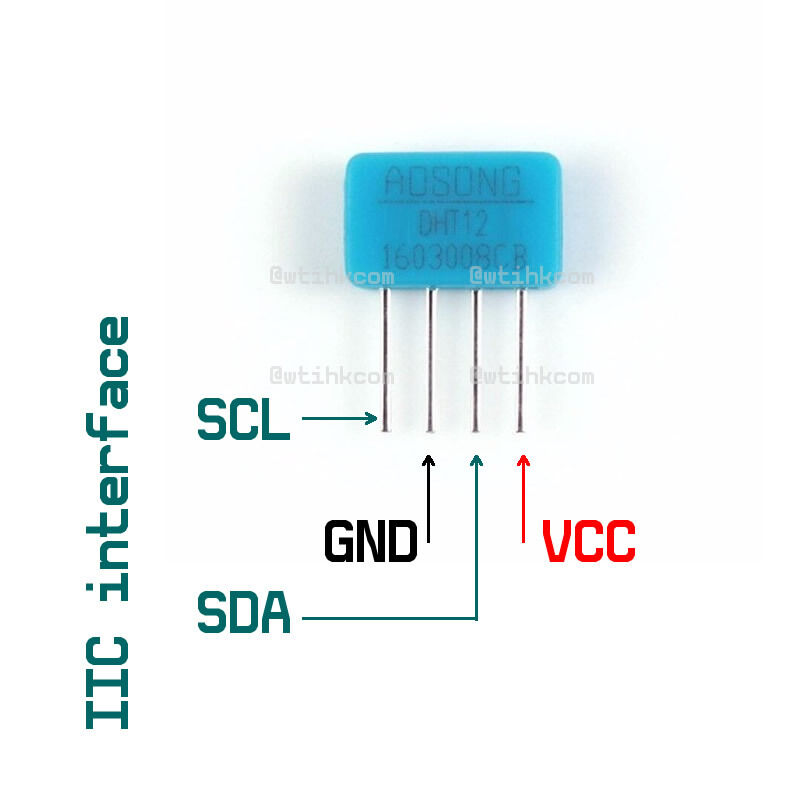 AOSONG
DHT12
1603008CB
@wtihkcom @wtihkcom
@wtihkcom @wtihkcom
SCL
GND
VCC
SDA
IIC interface